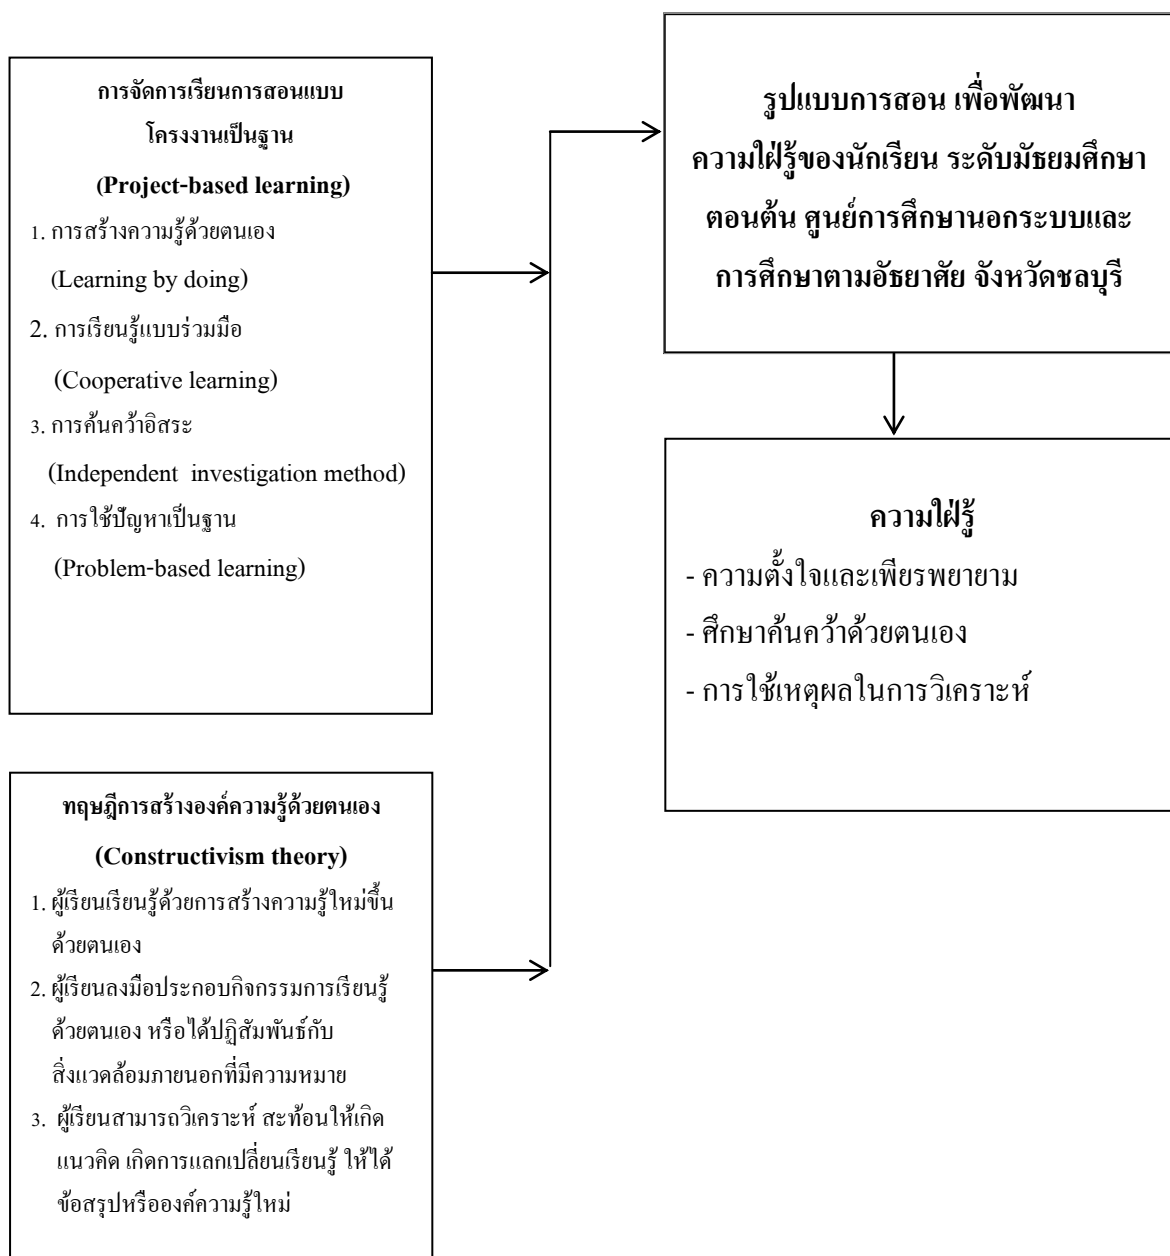 การจัดการเรียนการสอนแบบ
โครงงานเป็นฐาน
(Project-based learning)
1. การสร้างความรู้ด้วยตนเอง
(Learning by doing)
2. การเรียนรู้แบบร่วมมือ
(Cooperative learning)
3. การค้นคว้าอิสระ
(Independent investigation method)
4. การใช้ปัญหาเป็นฐาน
(Problem-based learning)
ทฤษฎีการสร้างองค์ความรู้ด้วยตนเอง
(Constructivism theory)
1. ผู้เรียนเรียนรู้ด้วยการสร้างความรู้ใหม่ขึ้น
ด้วยตนเอง
2. ผู้เรียนลงมือประกอบกิจกรรมการเรียนรู้
ด้วยตนเอง หรือได้ปฏิสัมพันธ์กับ
สิ่งแวดล้อมภายนอกที่มีความหมาย
3. ผู้เรียนสามารถวิเคราะห์ สะท้อนให้เกิด
แนวคิด เกิดการแลกเปลี่ยนเรียนรู้ ให้ได้
ข้อสรุปหรือองค์ความรู้ใหม่
รูปแบบการสอน เพื่อพัฒนา
ความใฝ่รู้ของนักเรียน ระดับมัธยมศึกษา
ตอนต้น ศูนย์การศึกษานอกระบบและ
การศึกษาตามอัธยาศัย จังหวัดชลบุรี
ความใฝ่รู้
- ความตั้งใจและเพียรพยายาม
- ศึกษาค้นคว้าด้วยตนเอง
- การใช้เหตุผลในการวิเคราะห์